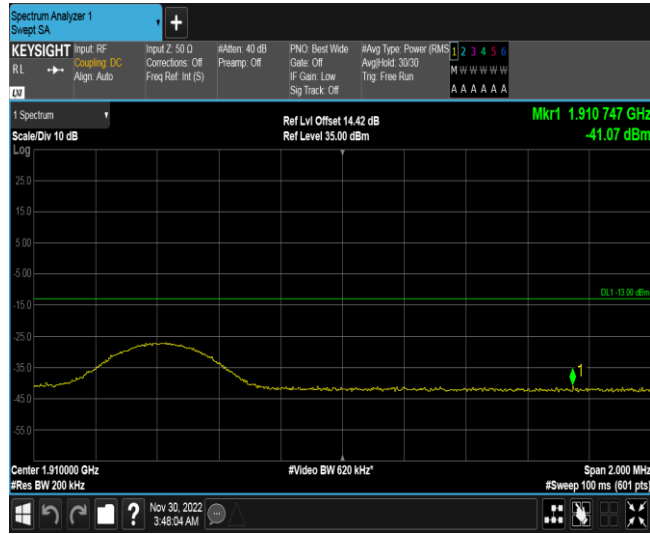 Spectrum Analyzer 1
Swept SA
+
KEYSIGHT
RL
LXI
Input: RF
Coupling: DC
Align: Auto
Input Z: 50 Ω
Corrections: Off
Freq Ref: Int (S)
#Atten: 40 dB
Preamp: Off
PNO: Best Wide
Gate: Off
IF Gain: Low
Sig Track: Off
#Avg Type: Power (RMS
Avg|Hold: 30/30
Trig: Free Run
1 2 3 4 5 6
M W W W W W
A A A A A A
1 Spectrum
Scale/Div 10 dB
Log
Ref Lvl Offset 14.42 dB
Ref Level 35.00 dBm
Mkr1 1.910 747 GHz
-41.07 dBm
25.0
15.0
5.00
-5.00
DL1 -13.00 dBm
-15.0
-25.0
-35.0
1
-45.0
-55.0
Center 1.910000 GHz
#Video BW 620 kHz*
Span 2.000 MHz
#Res BW 200 kHz
#Sweep 100 ms (601 pts)
?
Nov 30, 2022
3:48:04 AM